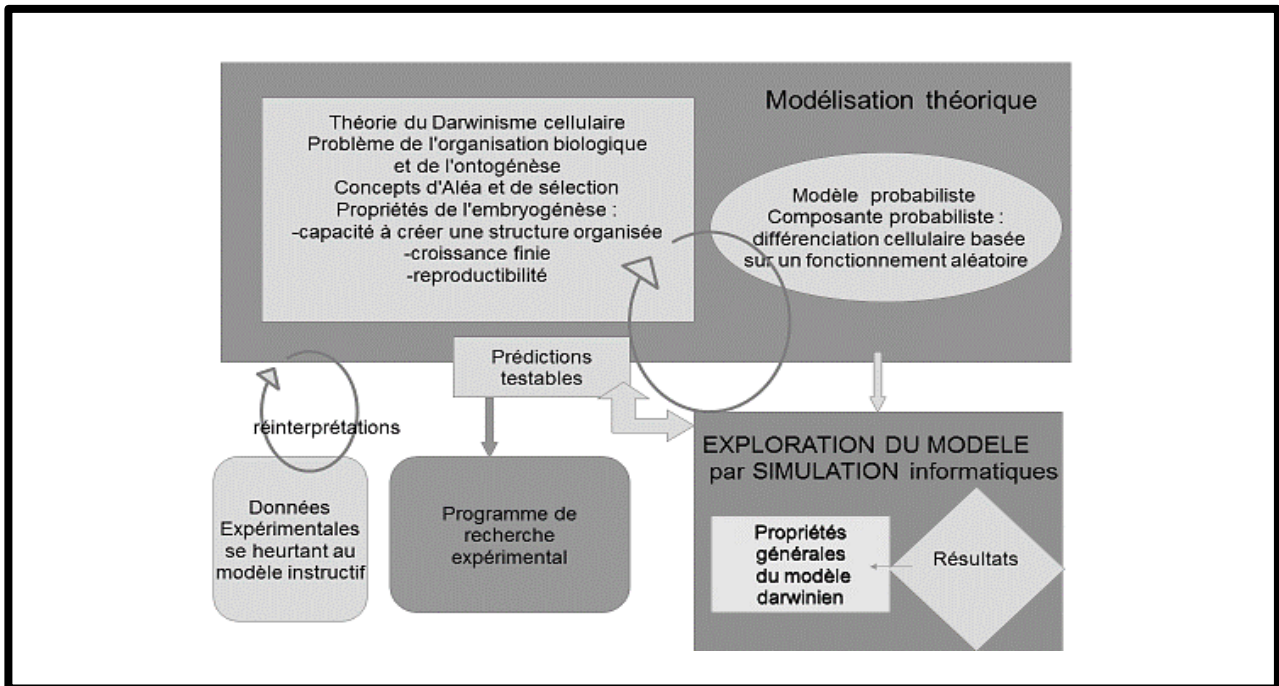 Modélisation théorique
Théorie du Darwinisme cellulaire
Problème de l'organisation biologique
et de l'ontogénèse
Concepts d'Aléa et de sélection
Propriétés de l'embryogénèse :
-capacité à créer une structure organisée
-croissance finie
-reproductibilité
Modèle probabiliste
Composante probabiliste :
différenciation cellulaire basée
sur un fonctionnement aléatoire
Prédictions
testables
réinterprétations
Données
Expérimentales
se heurtant au
modèle instructif
Programme de
recherche
expérimental
EXPLORATION DU MODELE
par SIMULATION informatiques
Propriétés
générales
du modèle
darwinien
Résultats